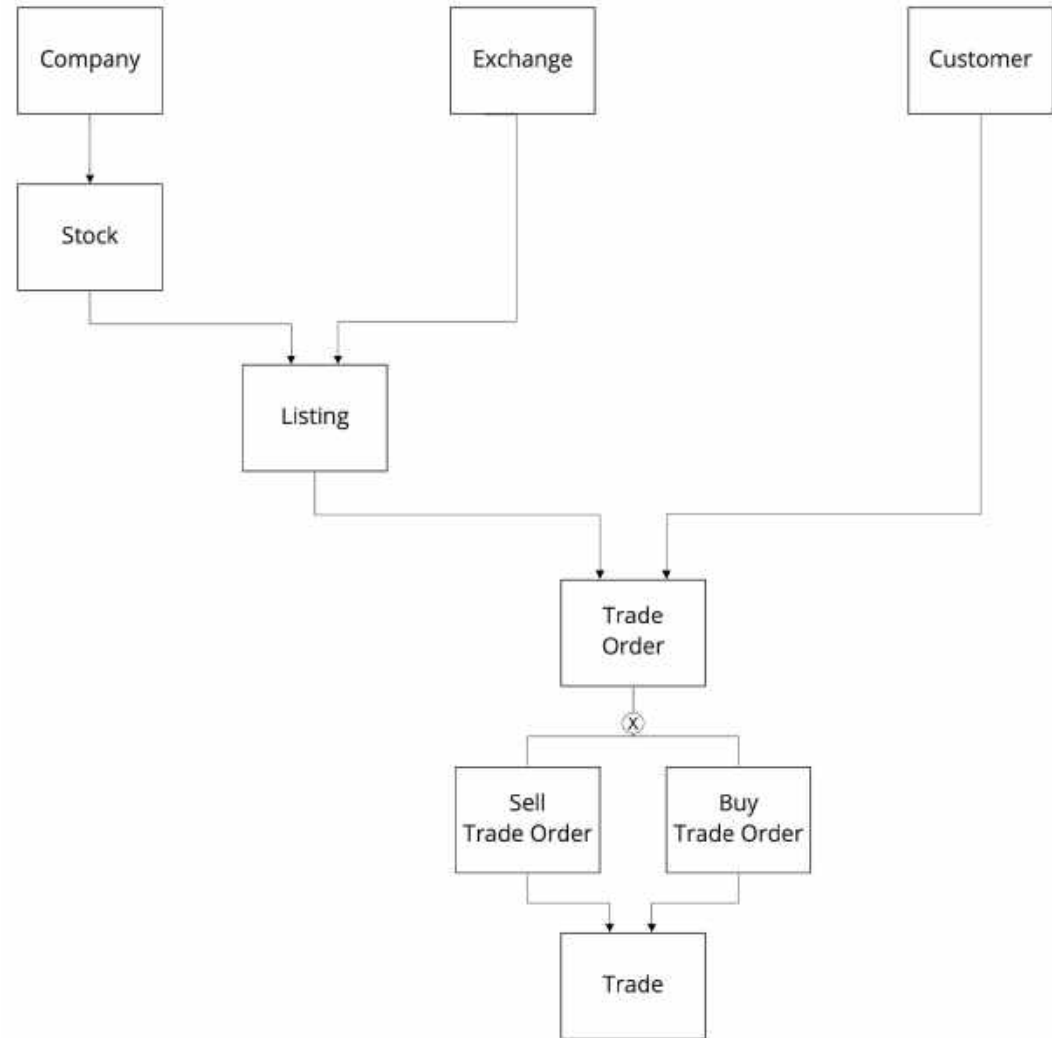 Company
Exchange
Customer
Stock
Listing
Trade
Order
X
Sell
Trade Order
Buy
Trade Order
Trade